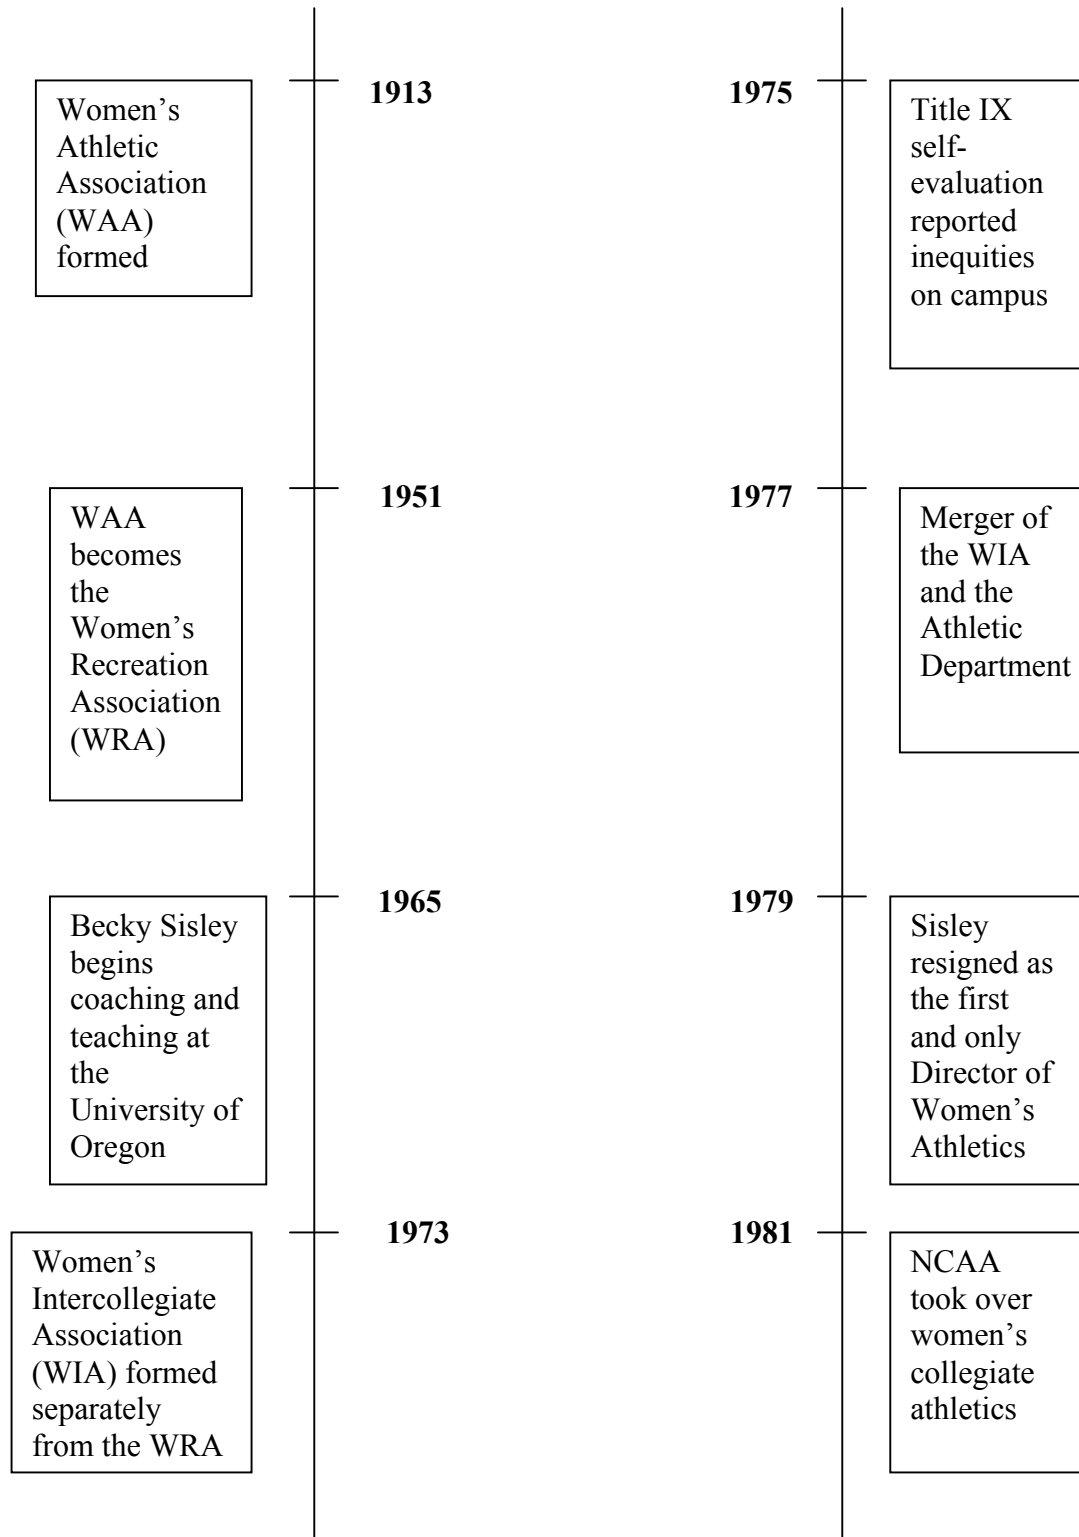 1913
Women’s
Athletic
Association
(WAA)
formed
1951
WAA
becomes
the
Women’s
Recreation
Association
(WRA)
1965
Becky Sisley
begins
coaching and
teaching at
the
University of
Oregon
1973
Women’s
Intercollegiate
Association
(WIA) formed
separately
from the WRA
1975
Title IX
self-
evaluation
reported
inequities
on campus
1977
Merger of
the WIA
and the
Athletic
Department
1979
Sisley
resigned as
the first
and only
Director of
Women’s
Athletics
1981
NCAA
took over
women’s
collegiate
athletics